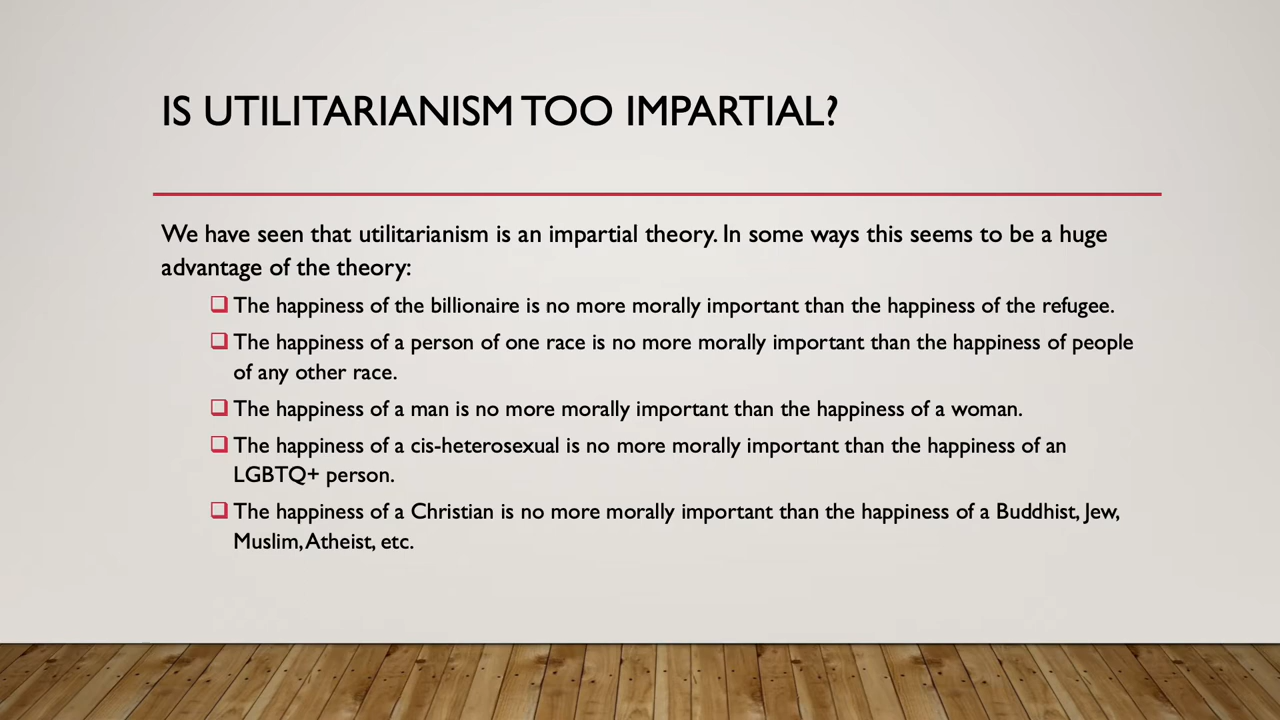 IS UTILITARIANISM TOO IMPARTIAL?
We have seen that utilitarianism is an impartial theory. In some ways this seems to be a huge
advantage of the theory:
❑ The happiness of the billionaire is no more morally important than the happiness of the refugee.
❑ The happiness of a person of one race is no more morally important than the happiness of people
of any other race.
❑ The happiness of a man is no more morally important than the happiness of a woman.
❑ The happiness of a cis-heterosexual is no more morally important than the happiness of an
LGBTQ+ person.
❑ The happiness of a Christian is no more morally important than the happiness of a Buddhist, Jew,
Muslim, Atheist, etc.